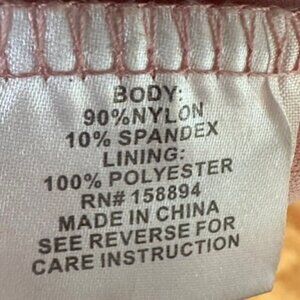 BODY:
90%NYLON
10% SPANDEX
LINING:
100% POLYESTER
RN# 158894
MADE IN CHINA
SEE REVERSE FOR
CARE INSTRUCTION